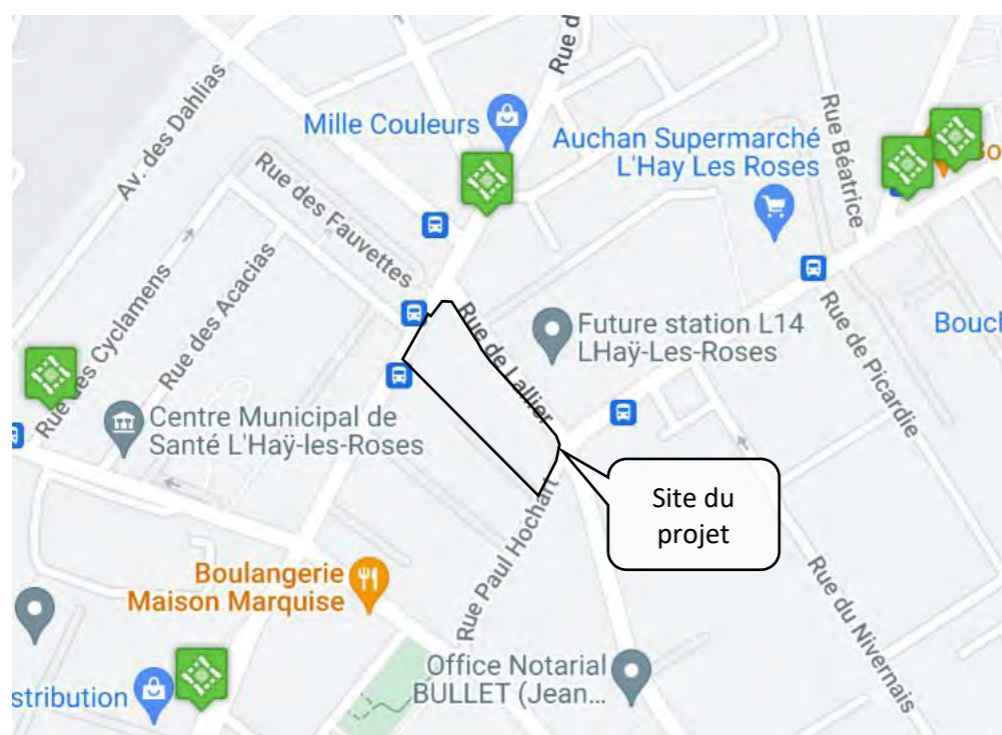 Rue d
Av. des Dahlias
Mille Couleurs
Auchan Supermarché
L'Hay Les Roses
Rue Béatrice
Bo
Rue des Fauvettes
Rue des Cyclamens
Rue des Acacias
Rue de Lallier
Future station L14
LHaÿ-Les-Roses
Rue de Picardie
Bouch
Centre Municipal de
Santé L'Haÿ-les-Roses
Site du
projet
Rue Paul Hochart
Boulangerie
Maison Marquise
Rue du Nivernais
Office Notarial
BULLET (Jean...
stribution